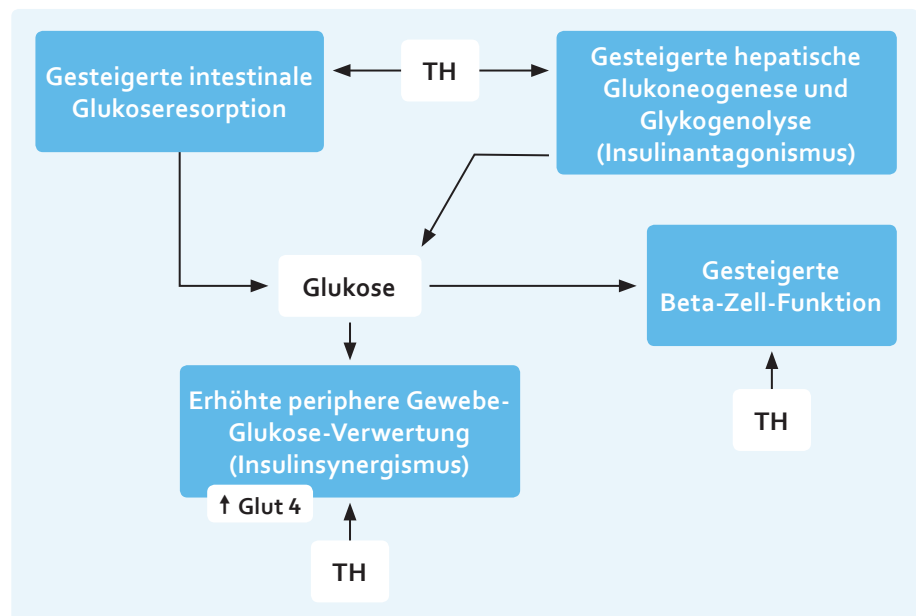 Gesteigerte intestinale
Glukoseresorption
TH
Gesteigerte hepatische
Glukoneogenese und
Glykogenolyse
(Insulinantagonismus)
Glukose
Gesteigerte
Beta-Zell-Funktion
Erhöhte periphere Gewebe-
Glukose-Verwertung
(Insulinsynergismus)
↑ Glut 4
TH
TH